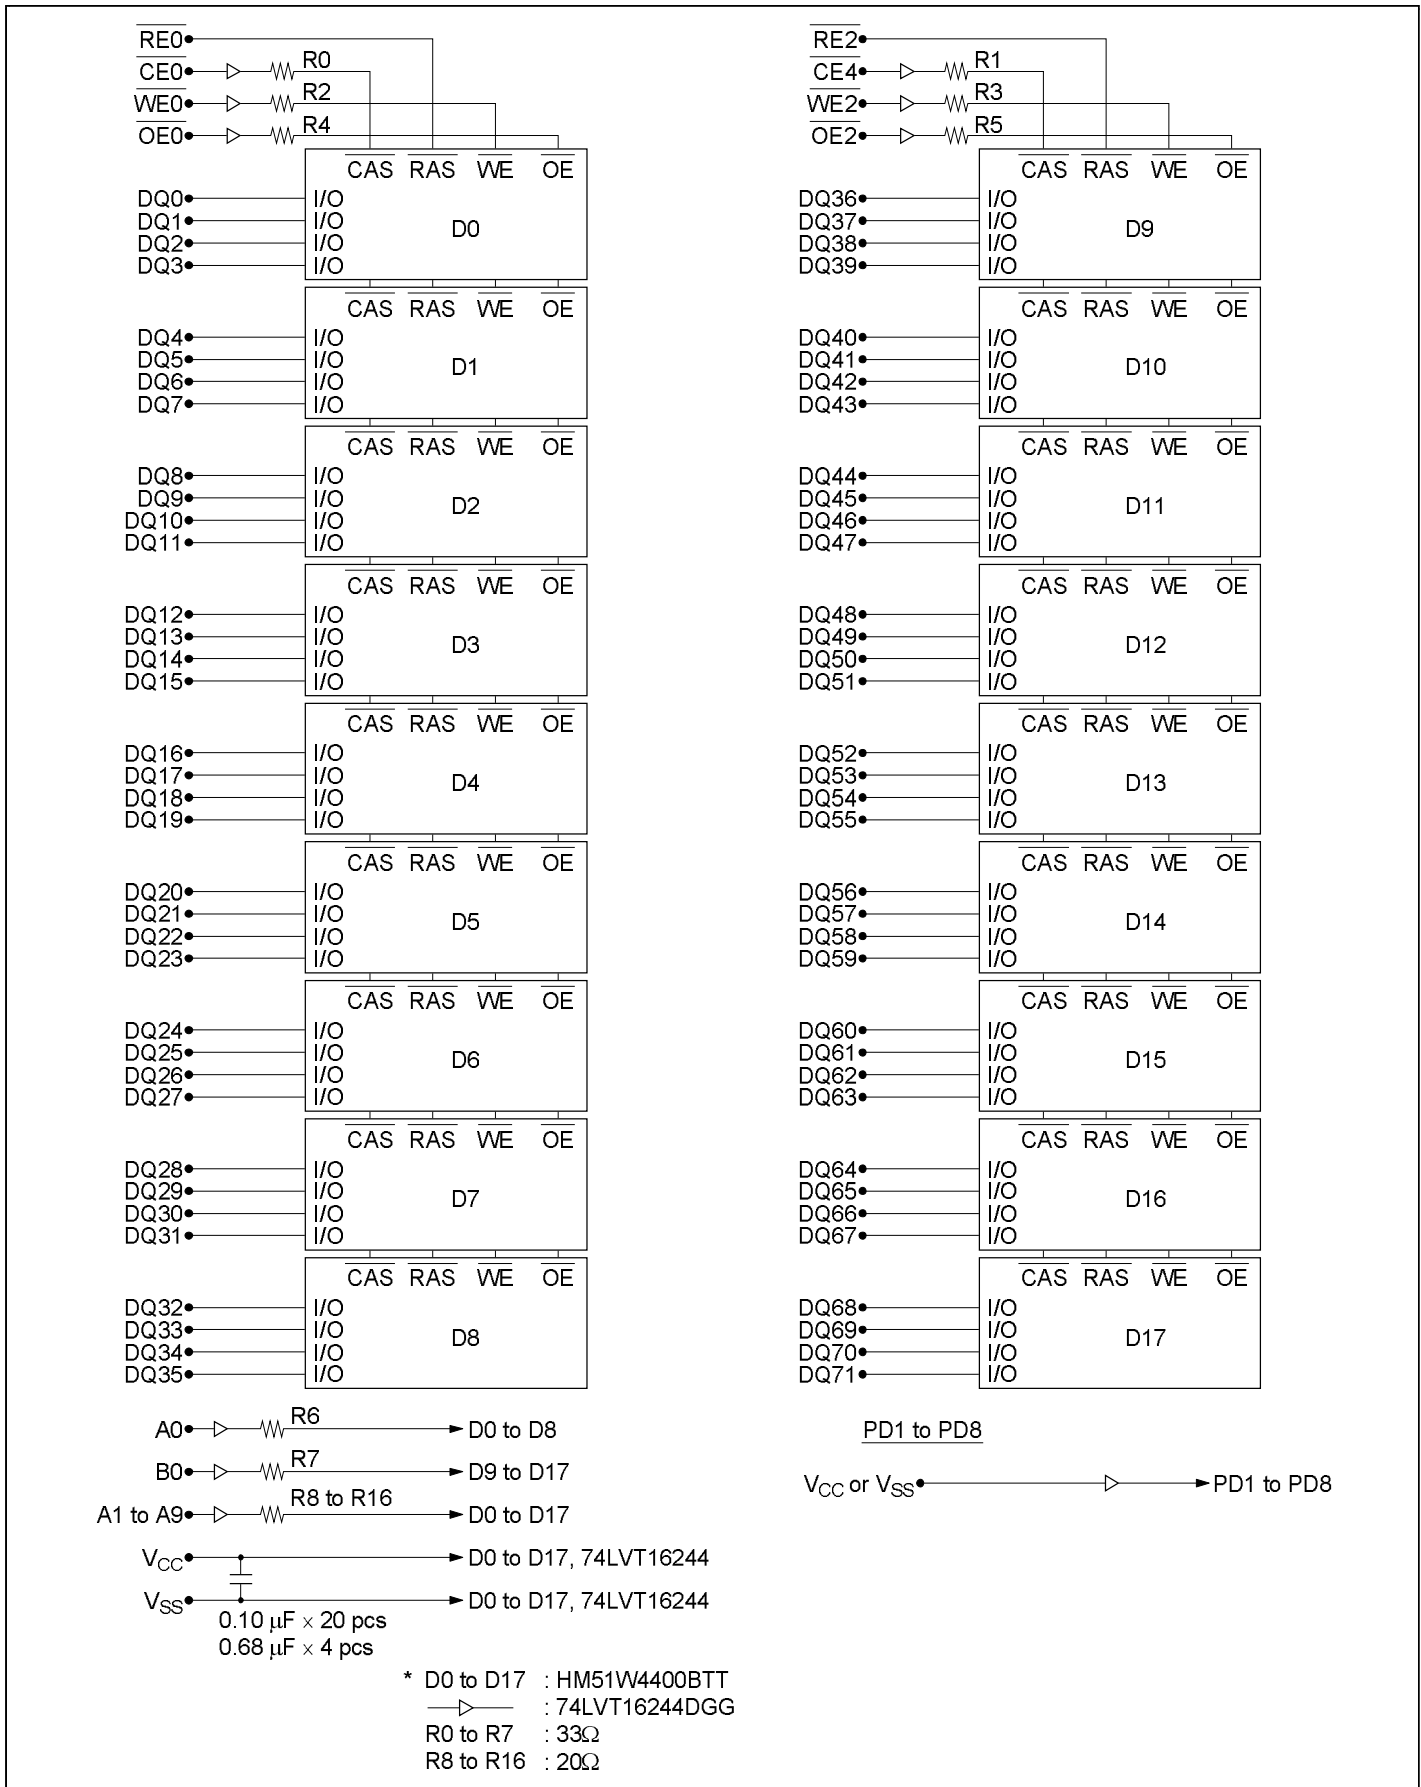 RE0
CE0 R0
WE0 R2
OE0 R4
CAS RAS WE OE
DQ0 I/O
DQ1 I/O
DQ2 I/O
DQ3 I/O
D0
CAS RAS WE OE
DQ4 I/O
DQ5 I/O
DQ6 I/O
DQ7 I/O
D1
CAS RAS WE OE
DQ8 I/O
DQ9 I/O
DQ10 I/O
DQ11 I/O
D2
CAS RAS WE OE
DQ12 I/O
DQ13 I/O
DQ14 I/O
DQ15 I/O
D3
CAS RAS WE OE
DQ16 I/O
DQ17 I/O
DQ18 I/O
DQ19 I/O
D4
CAS RAS WE OE
DQ20 I/O
DQ21 I/O
DQ22 I/O
DQ23 I/O
D5
CAS RAS WE OE
DQ24 I/O
DQ25 I/O
DQ26 I/O
DQ27 I/O
D6
CAS RAS WE OE
DQ28 I/O
DQ29 I/O
DQ30 I/O
DQ31 I/O
D7
CAS RAS WE OE
DQ32 I/O
DQ33 I/O
DQ34 I/O
DQ35 I/O
D8
RE2
CE4 R1
WE2 R3
OE2 R5
CAS RAS WE OE
DQ36 I/O
DQ37 I/O
DQ38 I/O
DQ39 I/O
D9
CAS RAS WE OE
DQ40 I/O
DQ41 I/O
DQ42 I/O
DQ43 I/O
D10
CAS RAS WE OE
DQ44 I/O
DQ45 I/O
DQ46 I/O
DQ47 I/O
D11
CAS RAS WE OE
DQ48 I/O
DQ49 I/O
DQ50 I/O
DQ51 I/O
D12
CAS RAS WE OE
DQ52 I/O
DQ53 I/O
DQ54 I/O
DQ55 I/O
D13
CAS RAS WE OE
DQ56 I/O
DQ57 I/O
DQ58 I/O
DQ59 I/O
D14
CAS RAS WE OE
DQ60 I/O
DQ61 I/O
DQ62 I/O
DQ63 I/O
D15
CAS RAS WE OE
DQ64 I/O
DQ65 I/O
DQ66 I/O
DQ67 I/O
D16
CAS RAS WE OE
DQ68 I/O
DQ69 I/O
DQ70 I/O
DQ71 I/O
D17
A0 R6 D0 to D8
B0 R7 D9 to D17
A1 to A9 R8 to R16 D0 to D17
VCC D0 to D17, 74LVT16244
VSS D0 to D17, 74LVT16244
0.10 µF × 20 pcs
0.68 µF × 4 pcs
PD1 to PD8
VCC or VSS PD1 to PD8
* D0 to D17 : HM51W4400BTT
: 74LVT16244DGG
R0 to R7 : 33Ω
R8 to R16 : 20Ω